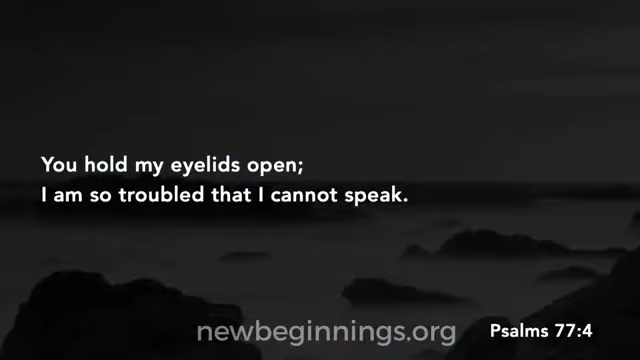 You hold my eyelids open;
I am so troubled that I cannot speak.
newbeginnings.org
Psalms 77:4